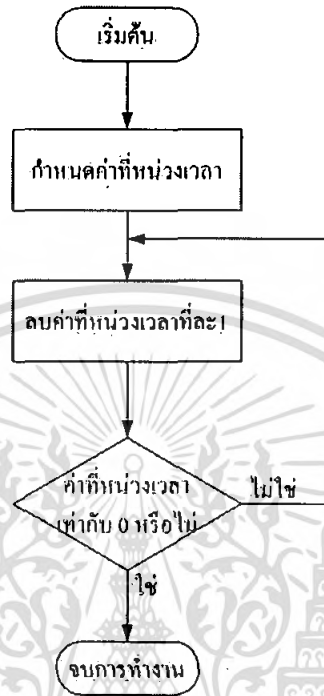 เริ่มต้น
กำหนดค่าที่หน่วงเวลา
ลบค่าที่หน่วงเวลาทีละ1
ค่าที่หน่วงเวลา
เท่ากับ 0 หรือไม่
ไม่ใช่
ใช่
จบการทำงาน